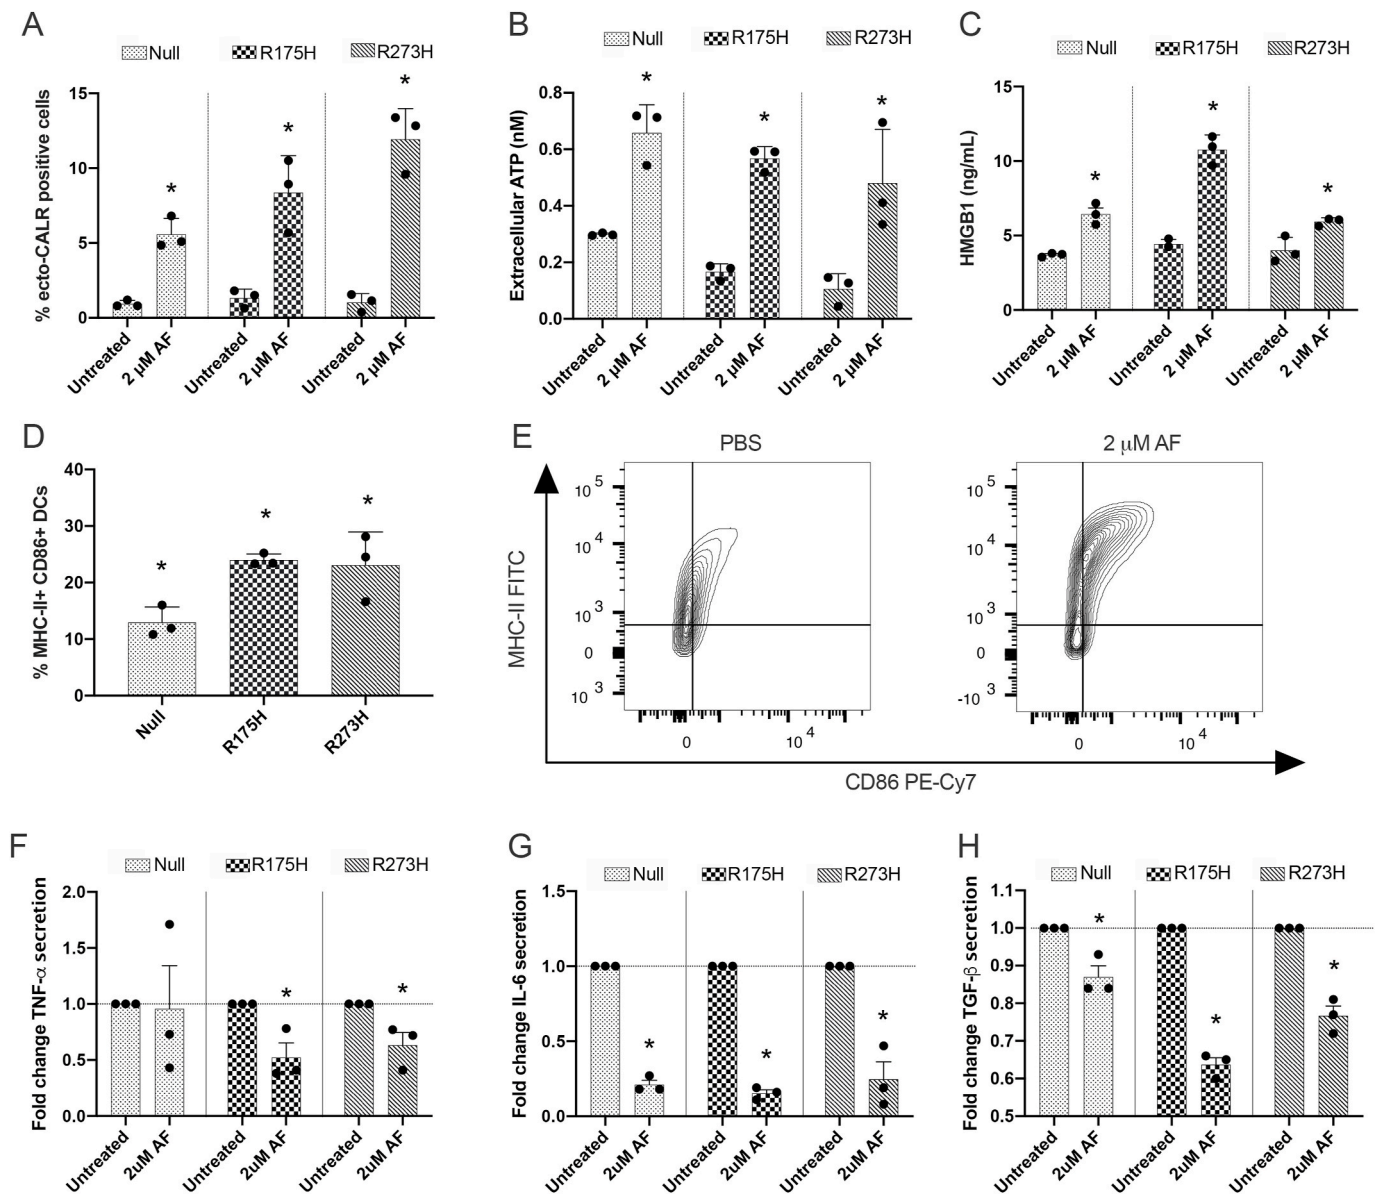 A
Null R175H R273H
% ecto-CALR positive cells
15
10
5
0
Untreated 2 µM AF Untreated 2 µM AF Untreated 2 µM AF
* * *
B
Null R175H R273H
Extracellular ATP (nM)
0.8
0.6
0.4
0.2
0.0
Untreated 2 µM AF Untreated 2 µM AF Untreated 2 µM AF
* * *
C
Null R175H R273H
HMGB1 (ng/mL)
15
10
5
0
Untreated 2 µM AF Untreated 2 µM AF Untreated 2 µM AF
* * *
D
% MHC-II+ CD86+ DCs
40
30
20
10
0
Null R175H R273H
* * *
E
PBS 2 µM AF
MHC-II FITC
10 5
10 4
10 3
0
10 3
0 10 4
10 5
10 4
10 3
0
-10 3
0 10 4
CD86 PE-Cy7
F
Null R175H R273H
Fold change TNF-α secretion
2.0
1.5
1.0
0.5
0.0
Untreated 2uM AF Untreated 2uM AF Untreated 2uM AF
* *
G
Null R175H R273H
Fold change IL-6 secretion
1.5
1.0
0.5
0.0
Untreated 2uM AF Untreated 2uM AF Untreated 2uM AF
* * *
H
Null R175H R273H
Fold change TGF-β secretion
1.1
1.0
0.9
0.8
0.7
0.6
0.5
Untreated 2uM AF Untreated 2uM AF Untreated 2uM AF
* * *